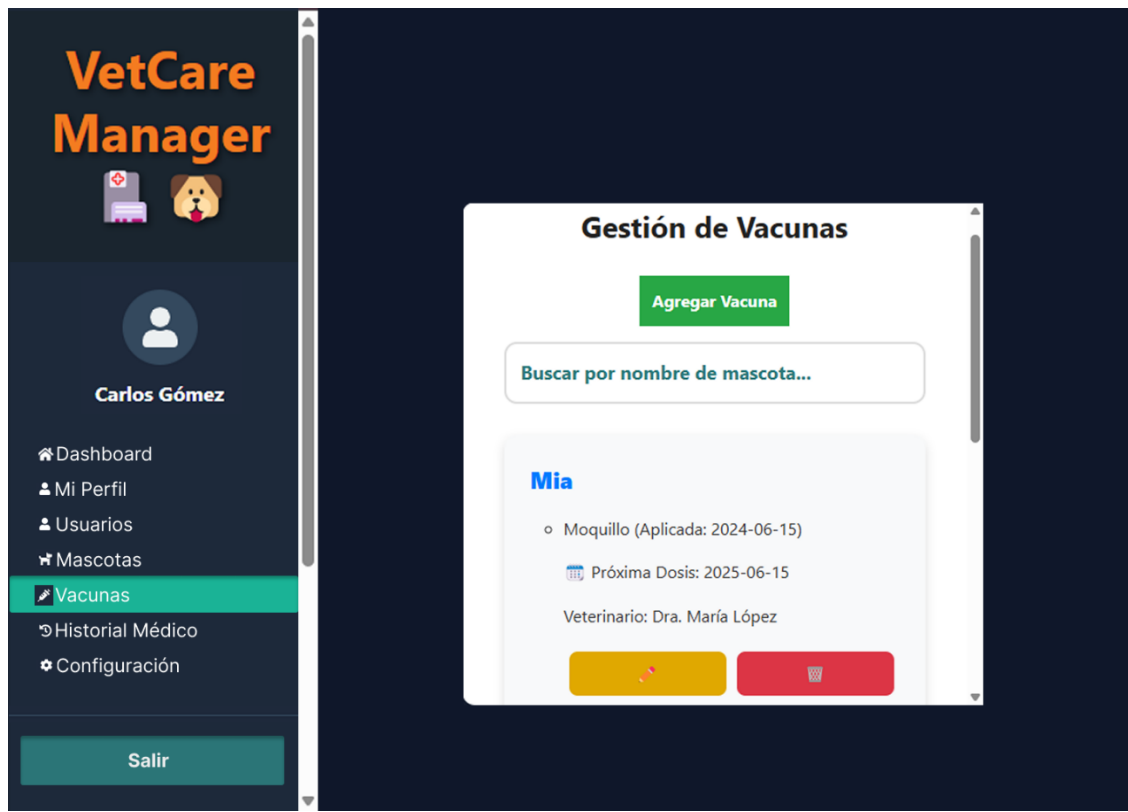 VetCare
Manager
Carlos Gómez
Dashboard
Mi Perfil
Usuarios
Mascotas
Vacunas
Historial Médico
Configuración
Salir
Gestión de Vacunas
Agregar Vacuna
Buscar por nombre de mascota...
Mia
Moquillo (Aplicada: 2024-06-15)
Próxima Dosis: 2025-06-15
Veterinario: Dra. María López